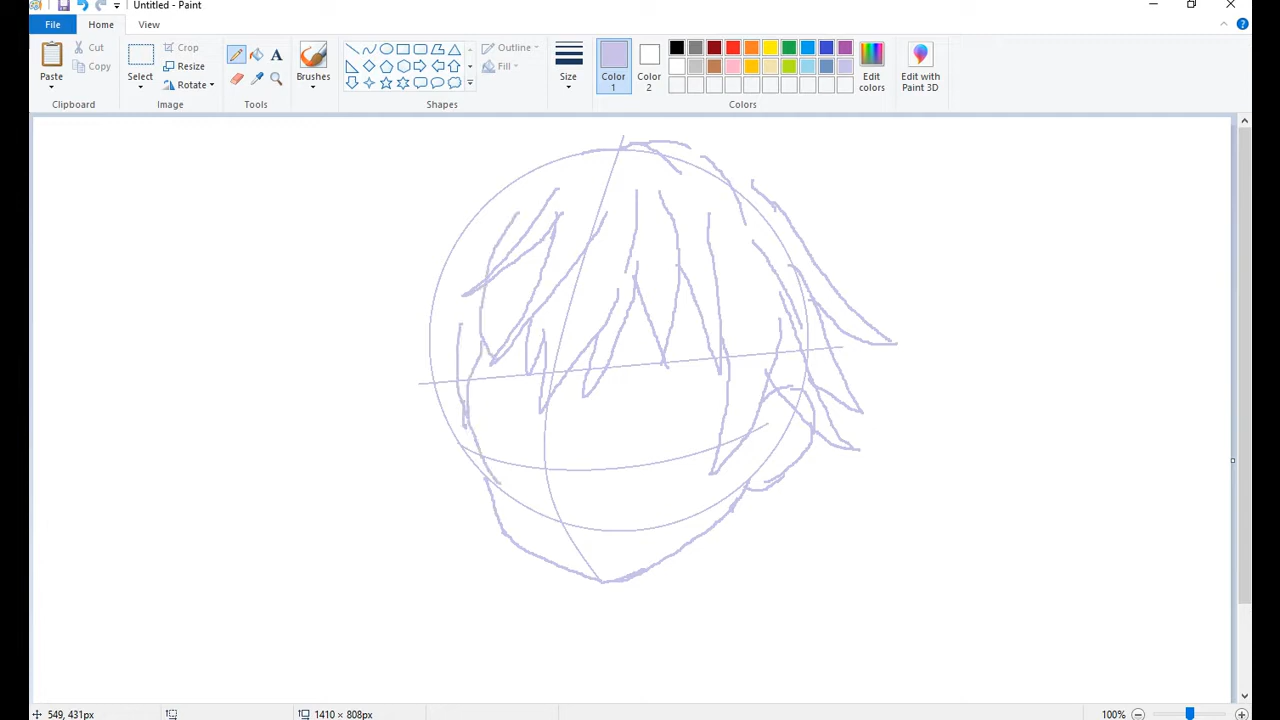 Untitled - Paint
File Home View
Paste Cut Copy
Clipboard
Select Crop Resize Rotate
Image
Tools
Brushes
Shapes
Outline Fill
Size
Color 1
Color 2
Colors
Edit colors
Edit with Paint 3D
549, 431px
1410 × 808px
100%